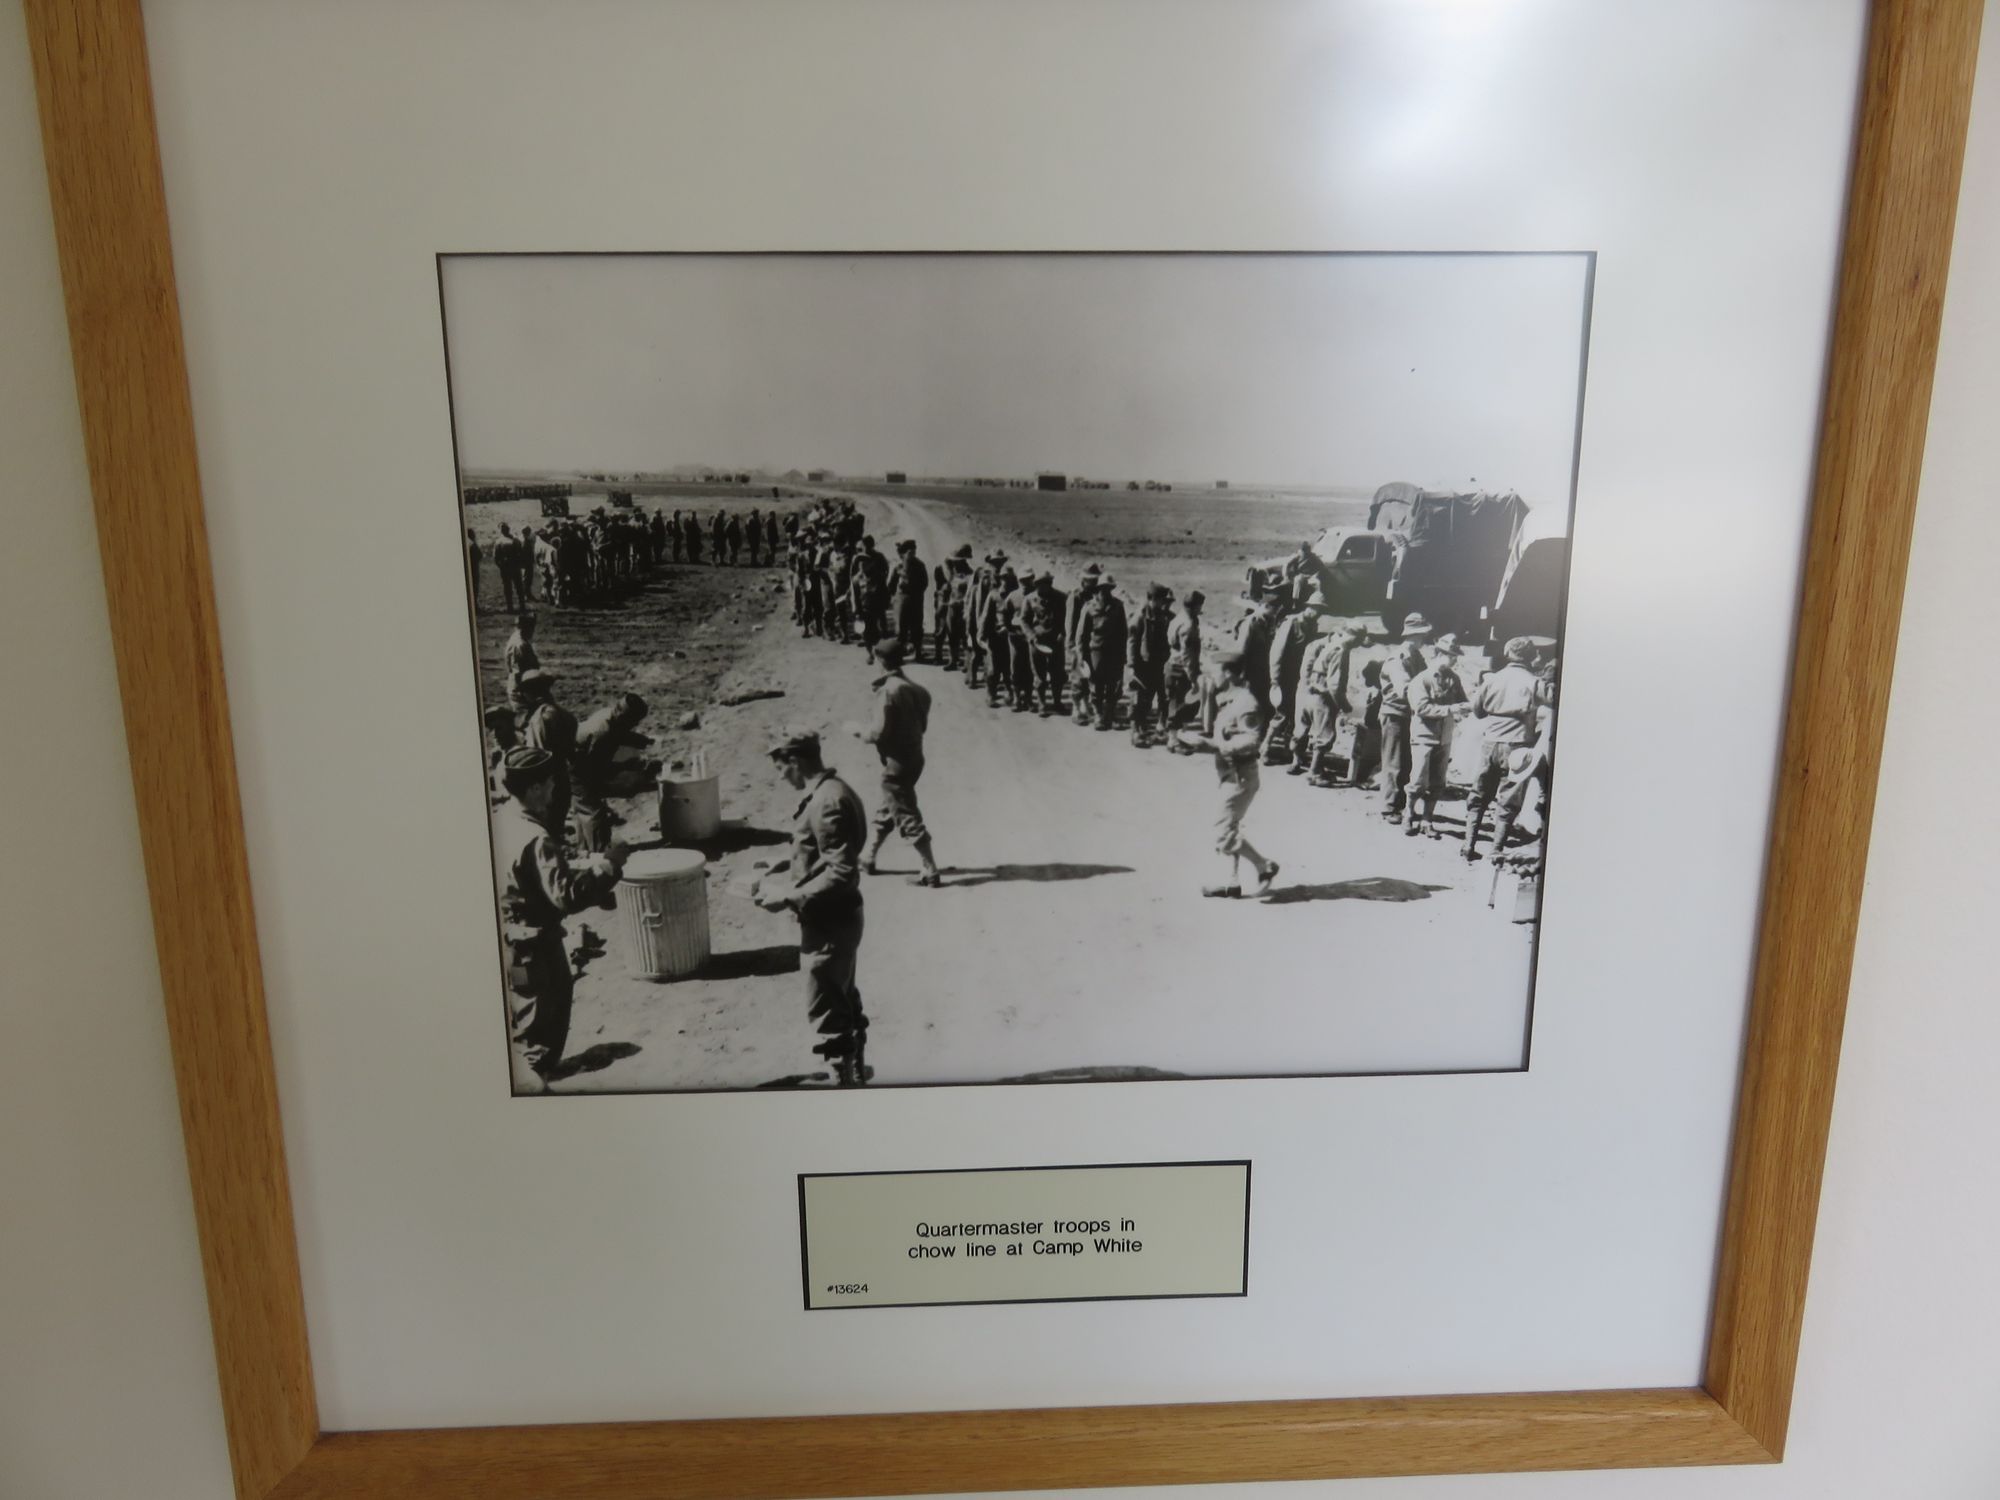 Quartermaster troops in
chow line at Camp White
#13624